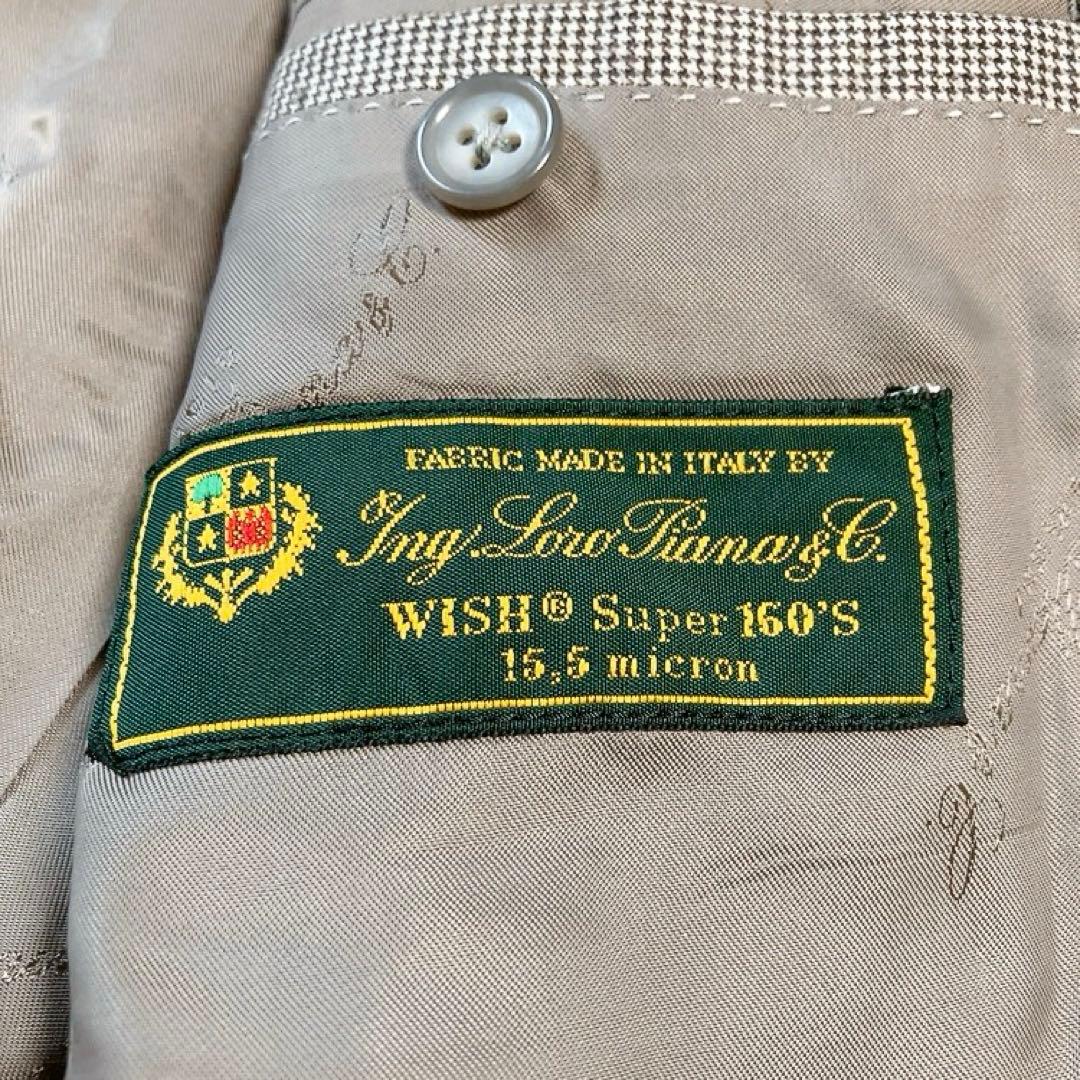 FABRIC MADE IN ITALY BY
Ing. Loro Piana & C.
WISH® Super 160'S
15,5 micron